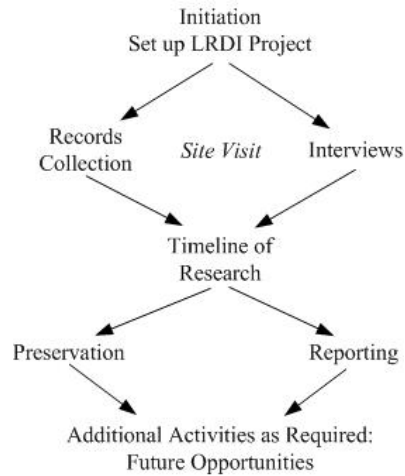 Initiation
Set up LRDI Project
Records
Collection
Site Visit
Interviews
Timeline of
Research
Preservation
Reporting
Additional Activities as Required:
Future Opportunities